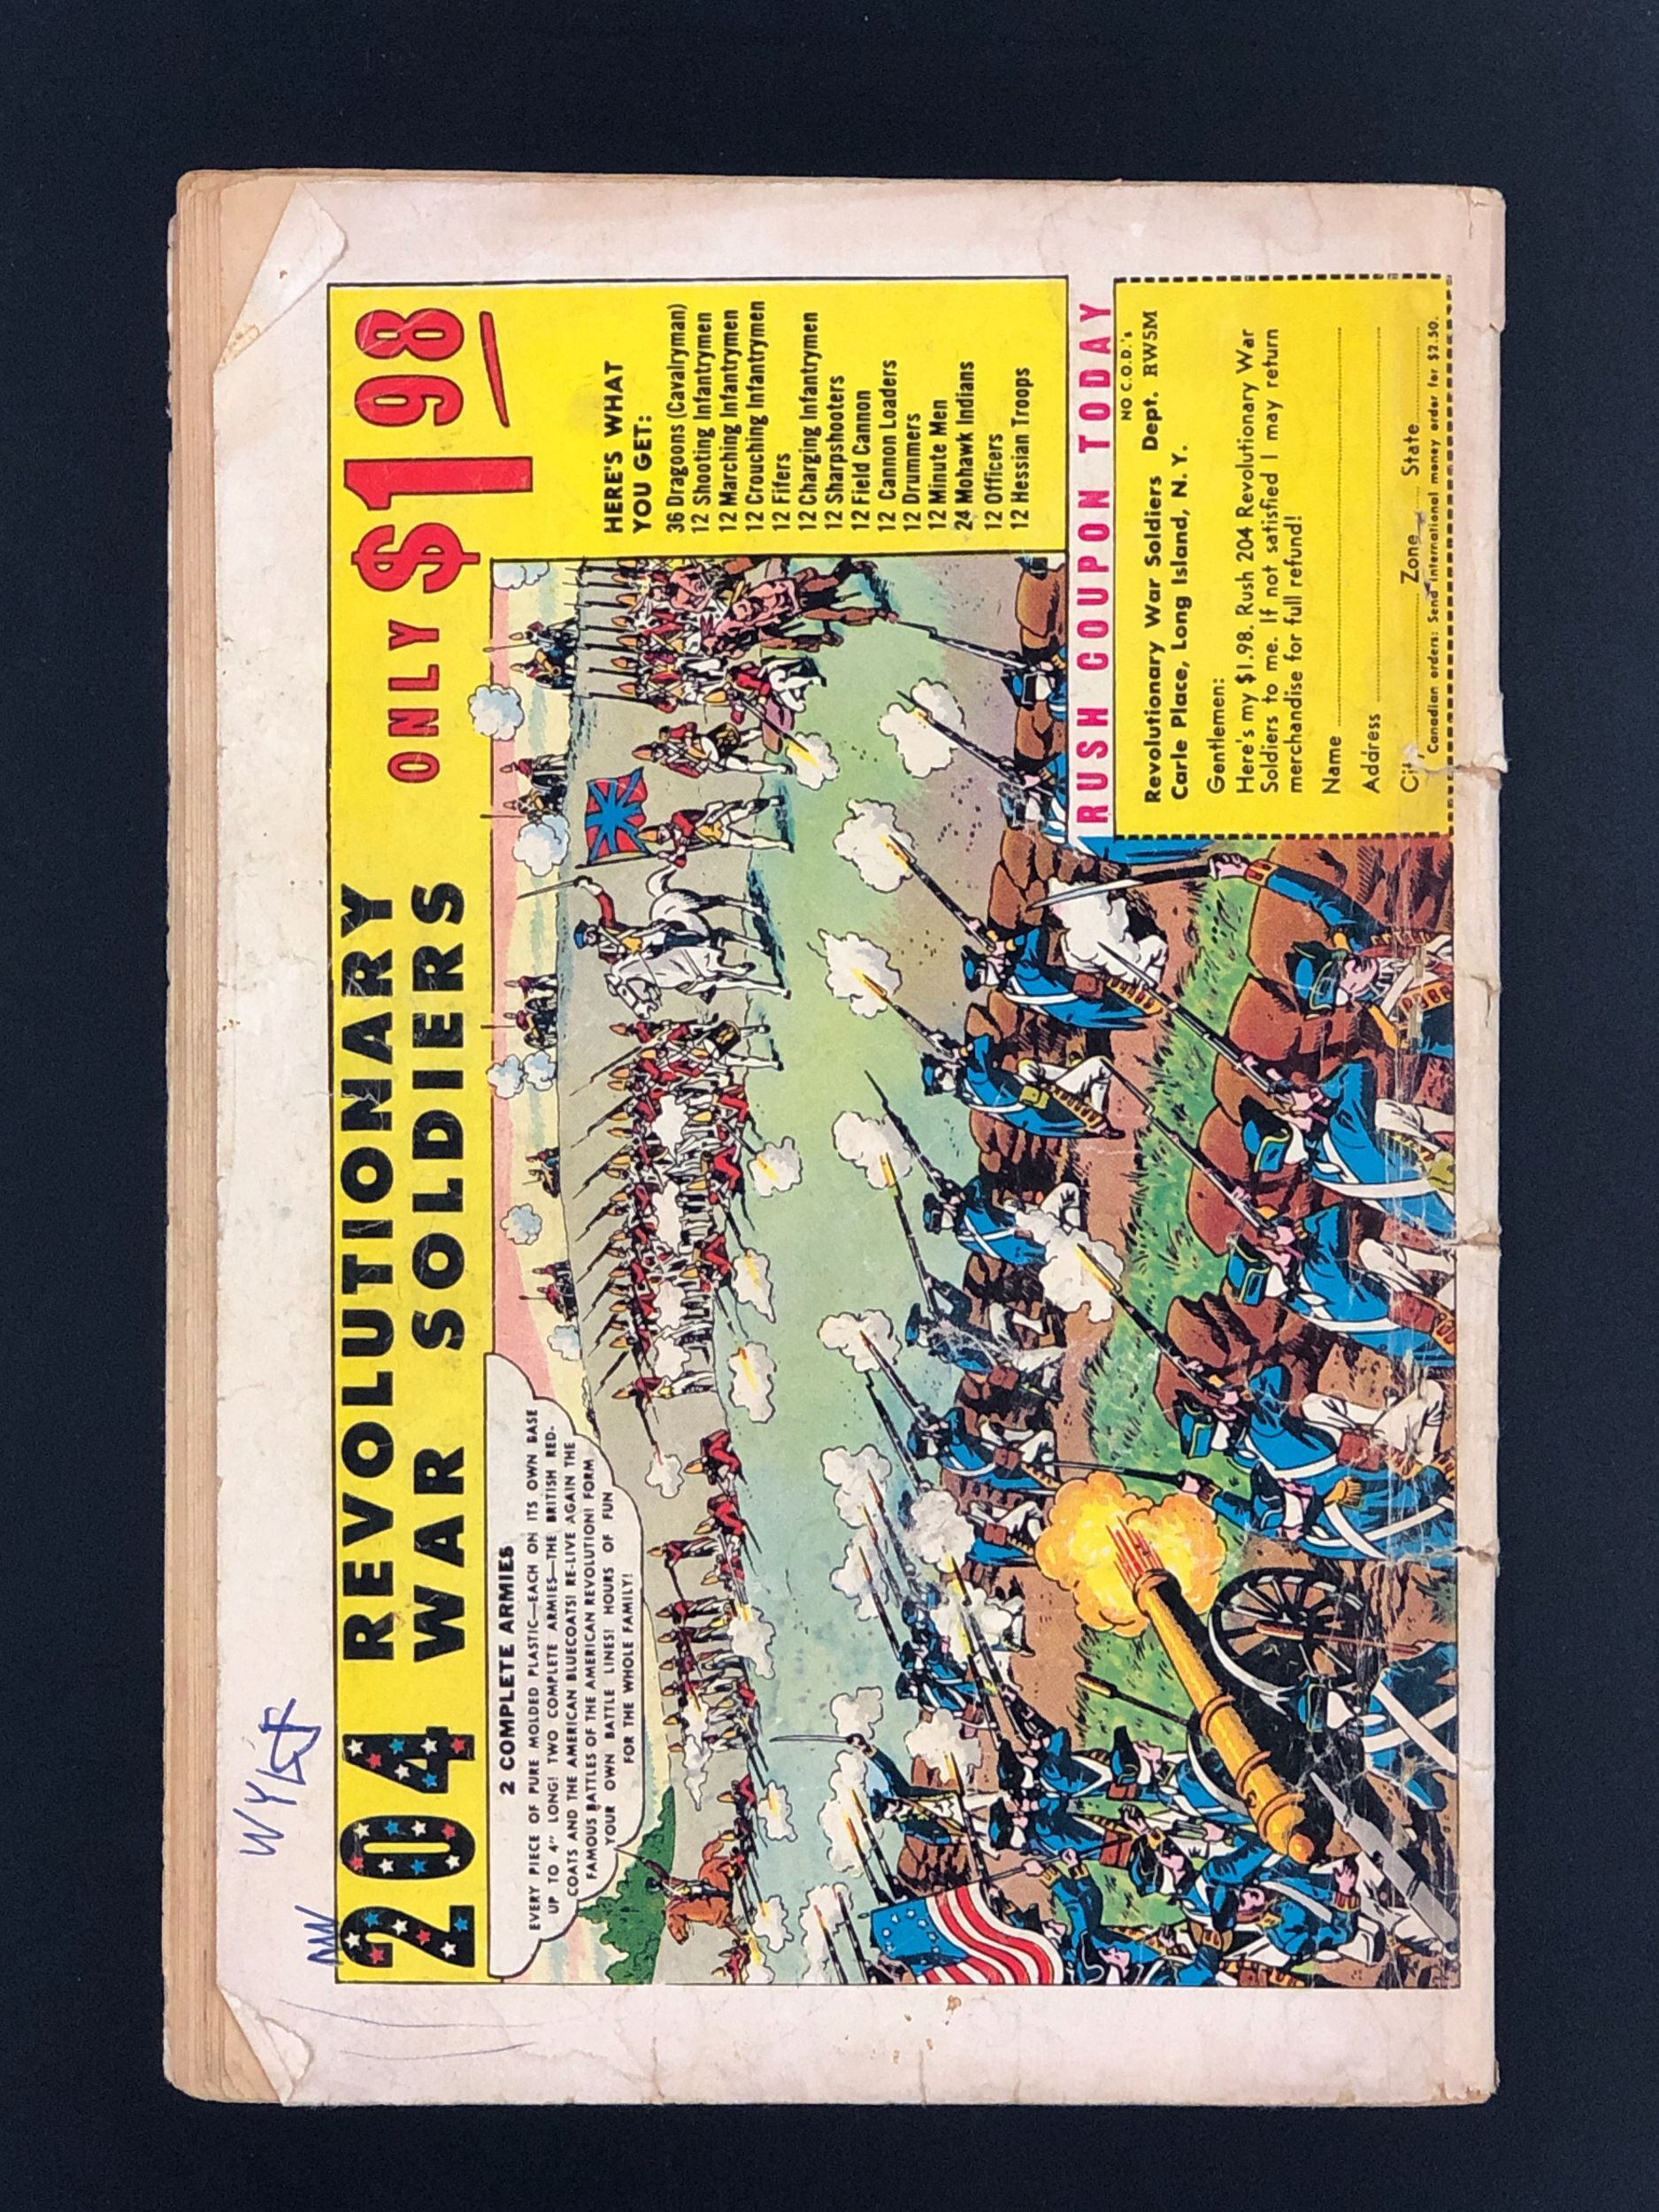 204 REVOLUTIONARY
WAR SOLDIERS
ONLY $198
2 COMPLETE ARMIES
EVERY PIECE OF PURE MOLDED PLASTIC—EACH ON ITS OWN BASE
UP TO 4" LONG! TWO COMPLETE ARMIES—THE BRITISH RED-
COATS AND THE AMERICAN BLUECOATS! RE-LIVE AGAIN THE
FAMOUS BATTLES OF THE AMERICAN REVOLUTION! FORM
YOUR OWN BATTLE LINES! HOURS OF FUN
FOR THE WHOLE FAMILY!
HERE'S WHAT
YOU GET:
36 Dragoons (Cavalryman)
12 Shooting Infantrymen
12 Marching Infantrymen
12 Crouching Infantrymen
12 Fifers
12 Charging Infantrymen
12 Sharpshooters
12 Field Cannon
12 Cannon Loaders
12 Drummers
12 Minute Men
24 Mohawk Indians
12 Officers
12 Hessian Troops
RUSH COUPON TODAY
NO C.O.D.'s
Revolutionary War Soldiers Dept. RW5M
Carle Place, Long Island, N.Y.
Gentlemen:
Here's my $1.98. Rush 204 Revolutionary War
Soldiers to me. If not satisfied I may return
merchandise for full refund!
Name
Address
City Zone State
Canadian orders: Send international money order for $2.50.